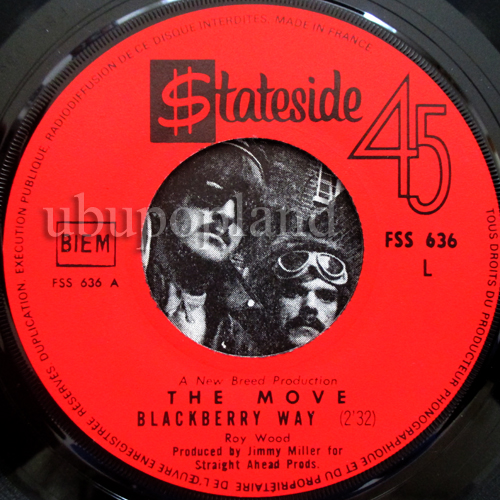 $tateside
45
BIEM
FSS 636 A
FSS 636
L
ubupopland
A New Breed Production
THE MOVE
BLACKBERRY WAY (2'32)
Roy Wood
Produced by Jimmy Miller for
Straight Ahead Prods.
TOUS DROITS DU PRODUCTEUR PHONOGRAPHIQUE ET DU PROPRIETAIRE DE L'ŒUVRE ENREGISTREE RESERVES DUPLICATION, EXECUTION PUBLIQUE, RADIODIFFUSION DE CE DISQUE INTERDITES. MADE IN FRANCE